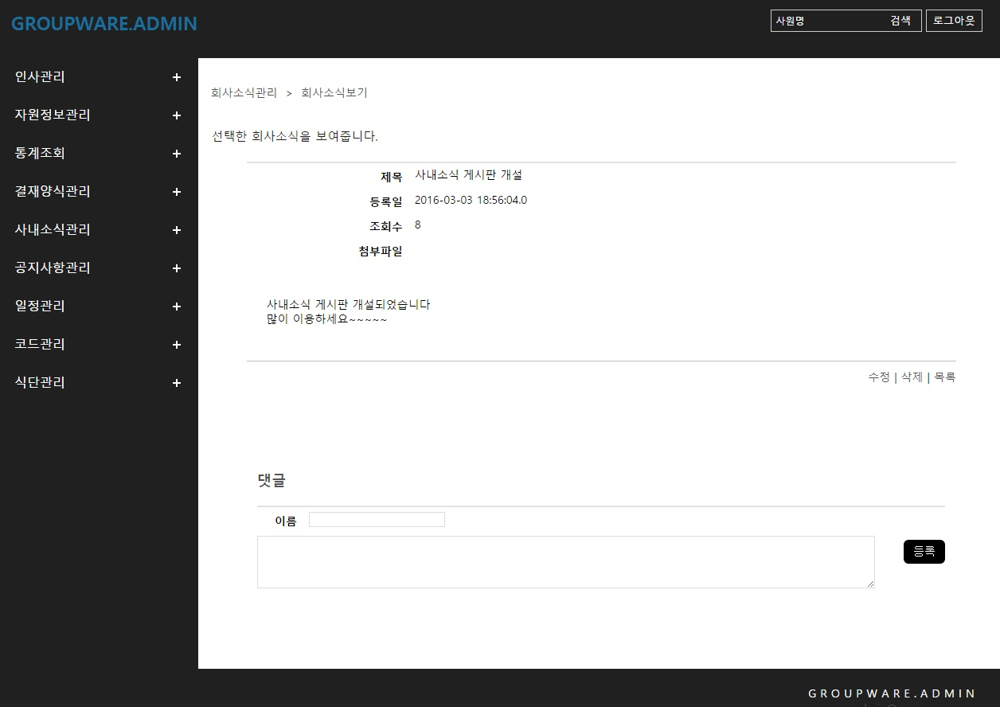 GROUPWARE.ADMIN
사원명 검색 로그아웃
인사관리 +
자원정보관리 +
통계조회 +
결재양식관리 +
사내소식관리 +
공지사항관리 +
일정관리 +
코드관리 +
식단관리 +
회사소식관리 > 회사소식보기
선택한 회사소식을 보여줍니다.
제목 사내소식 게시판 개설
등록일 2016-03-03 18:56:04.0
조회수 8
첨부파일
사내소식 게시판 개설되었습니다
많이 이용하세요~~~~~
수정 | 삭제 | 목록
댓글
이름
등록
GROUPWARE.ADMIN